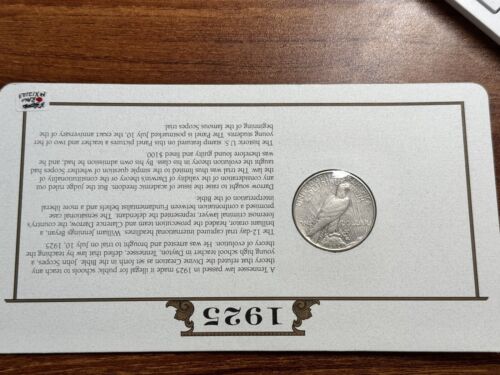 1925
A Tennessee law passed in 1925 made it illegal for public schools to teach any
theory that refuted the Divine Creation as set forth in the Bible. John Scopes, a
young high school teacher in Dayton, Tennessee, defied that law by teaching the
theory of evolution. He was arrested and brought to trial on July 10, 1925.
The 12-day trial captured international headlines. William Jennings Bryan, a
brilliant orator, headed the prosecution team and Clarence Darrow, the country's
foremost criminal lawyer, represented the defendant. The sensational case
promised a confrontation between Fundamentalist beliefs and a more liberal
interpretation of the Bible.
Darrow sought to raise the issue of academic freedom. But the judge ruled out
any consideration of the validity of Darwin's theory or the constitutionality of
the law. The trial was thus limited to the simple question of whether Scopes had
taught the evolution theory in his class. By his own admission he had, and he
was therefore found guilty and fined $100.
The historic U.S. stamp featured on this Panel pictures a teacher and two of her
young students. The Panel is postmarked July 10, the exact anniversary of the
beginning of the famous Scopes trial.